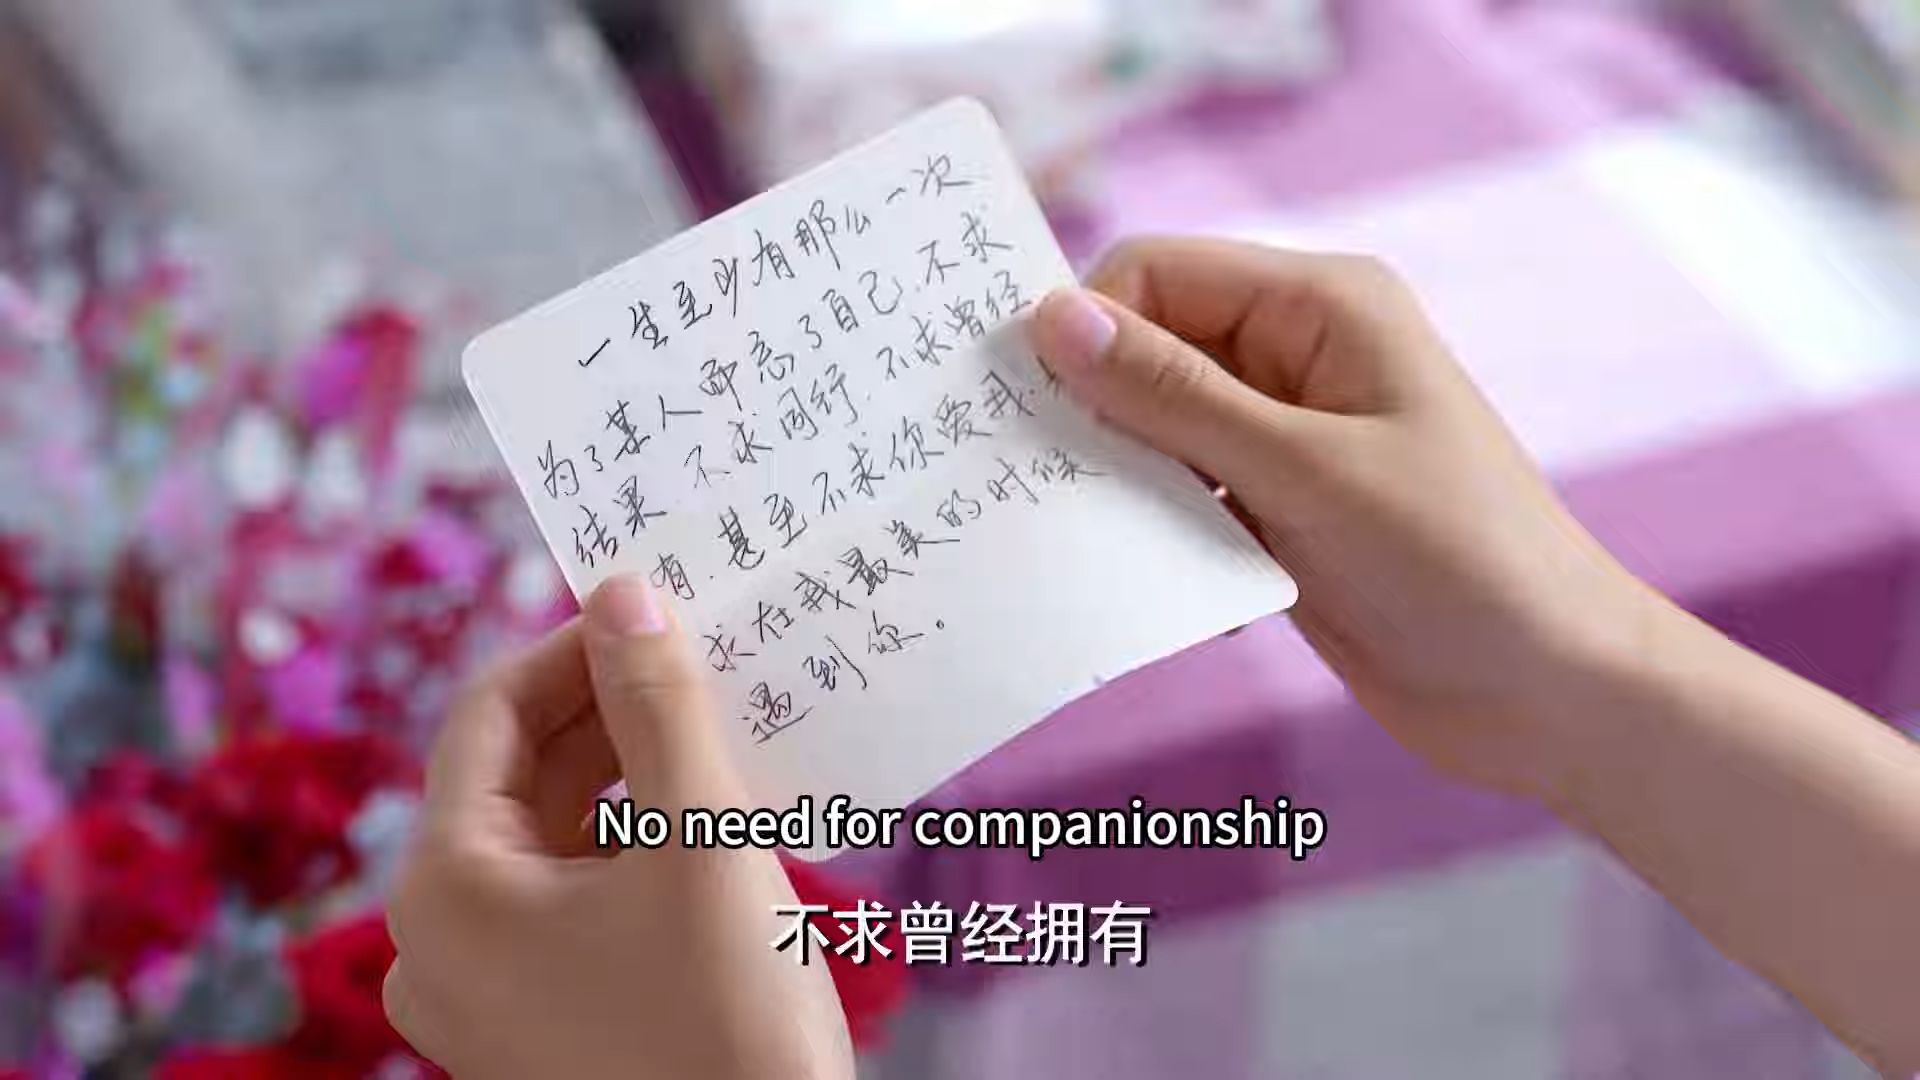 一生至少有那么一次
为了某人而忘了自己.不求
结果.不求同行.不求曾经
有.甚至不求你爱我.
求在我最美的时候
遇到你。
No need for companionship
不求曾经拥有